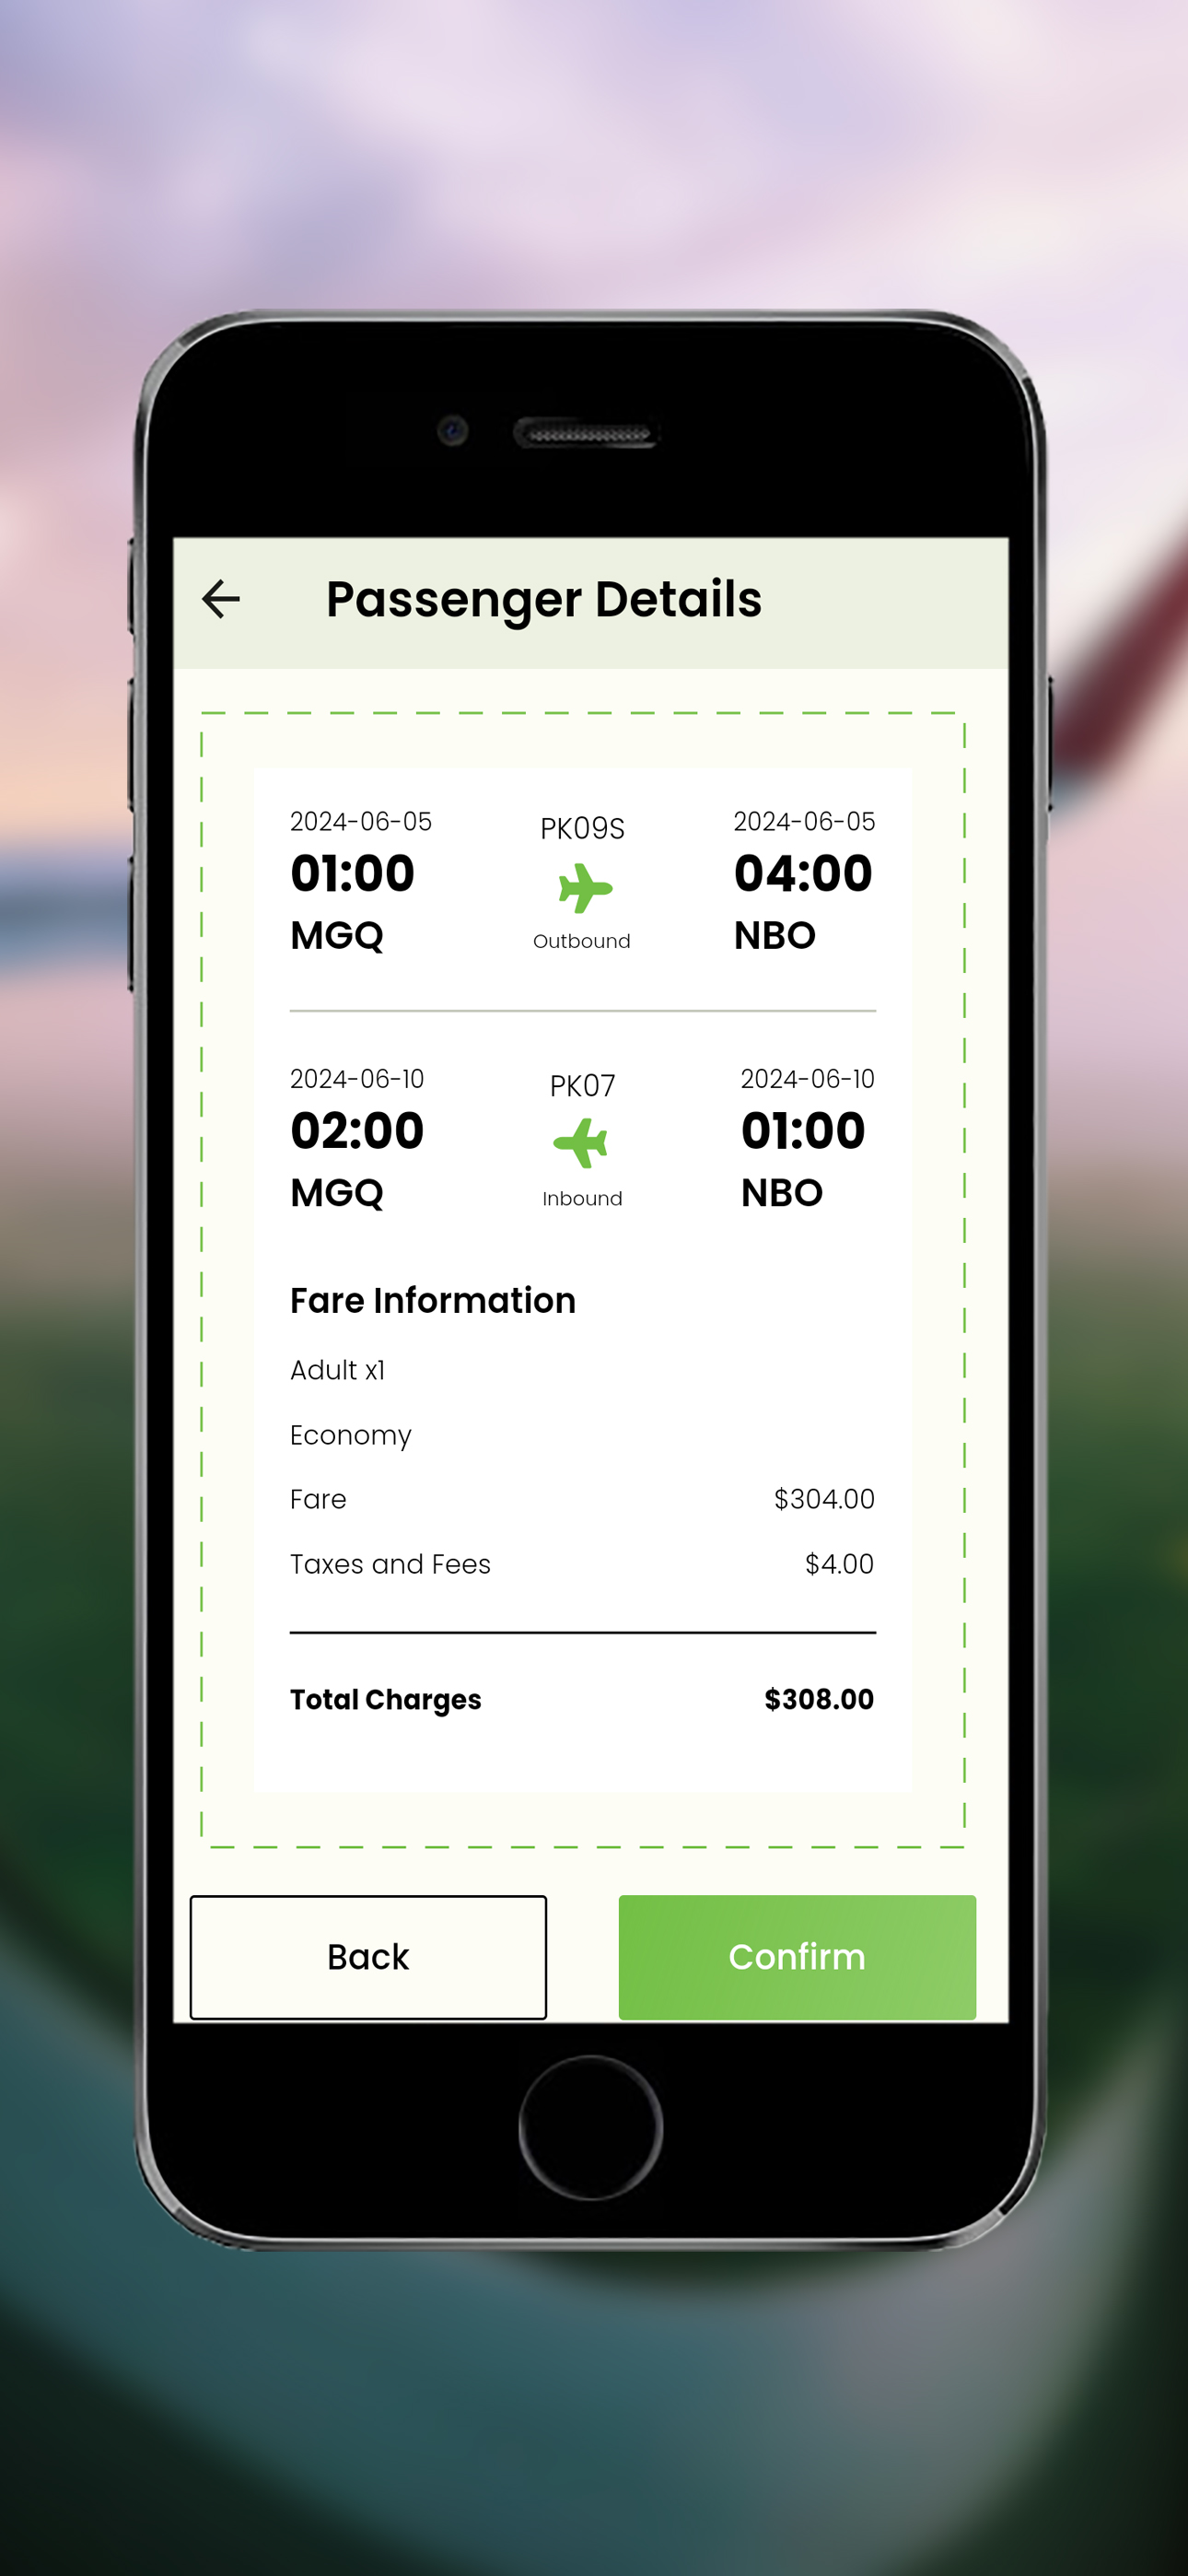 Passenger Details
2024-06-05 PK09S 2024-06-05
01:00 04:00
MGQ Outbound NBO
2024-06-10 PK07 2024-06-10
02:00 01:00
MGQ Inbound NBO
Fare Information
Adult x1
Economy
Fare $304.00
Taxes and Fees $4.00
Total Charges $308.00
Back Confirm